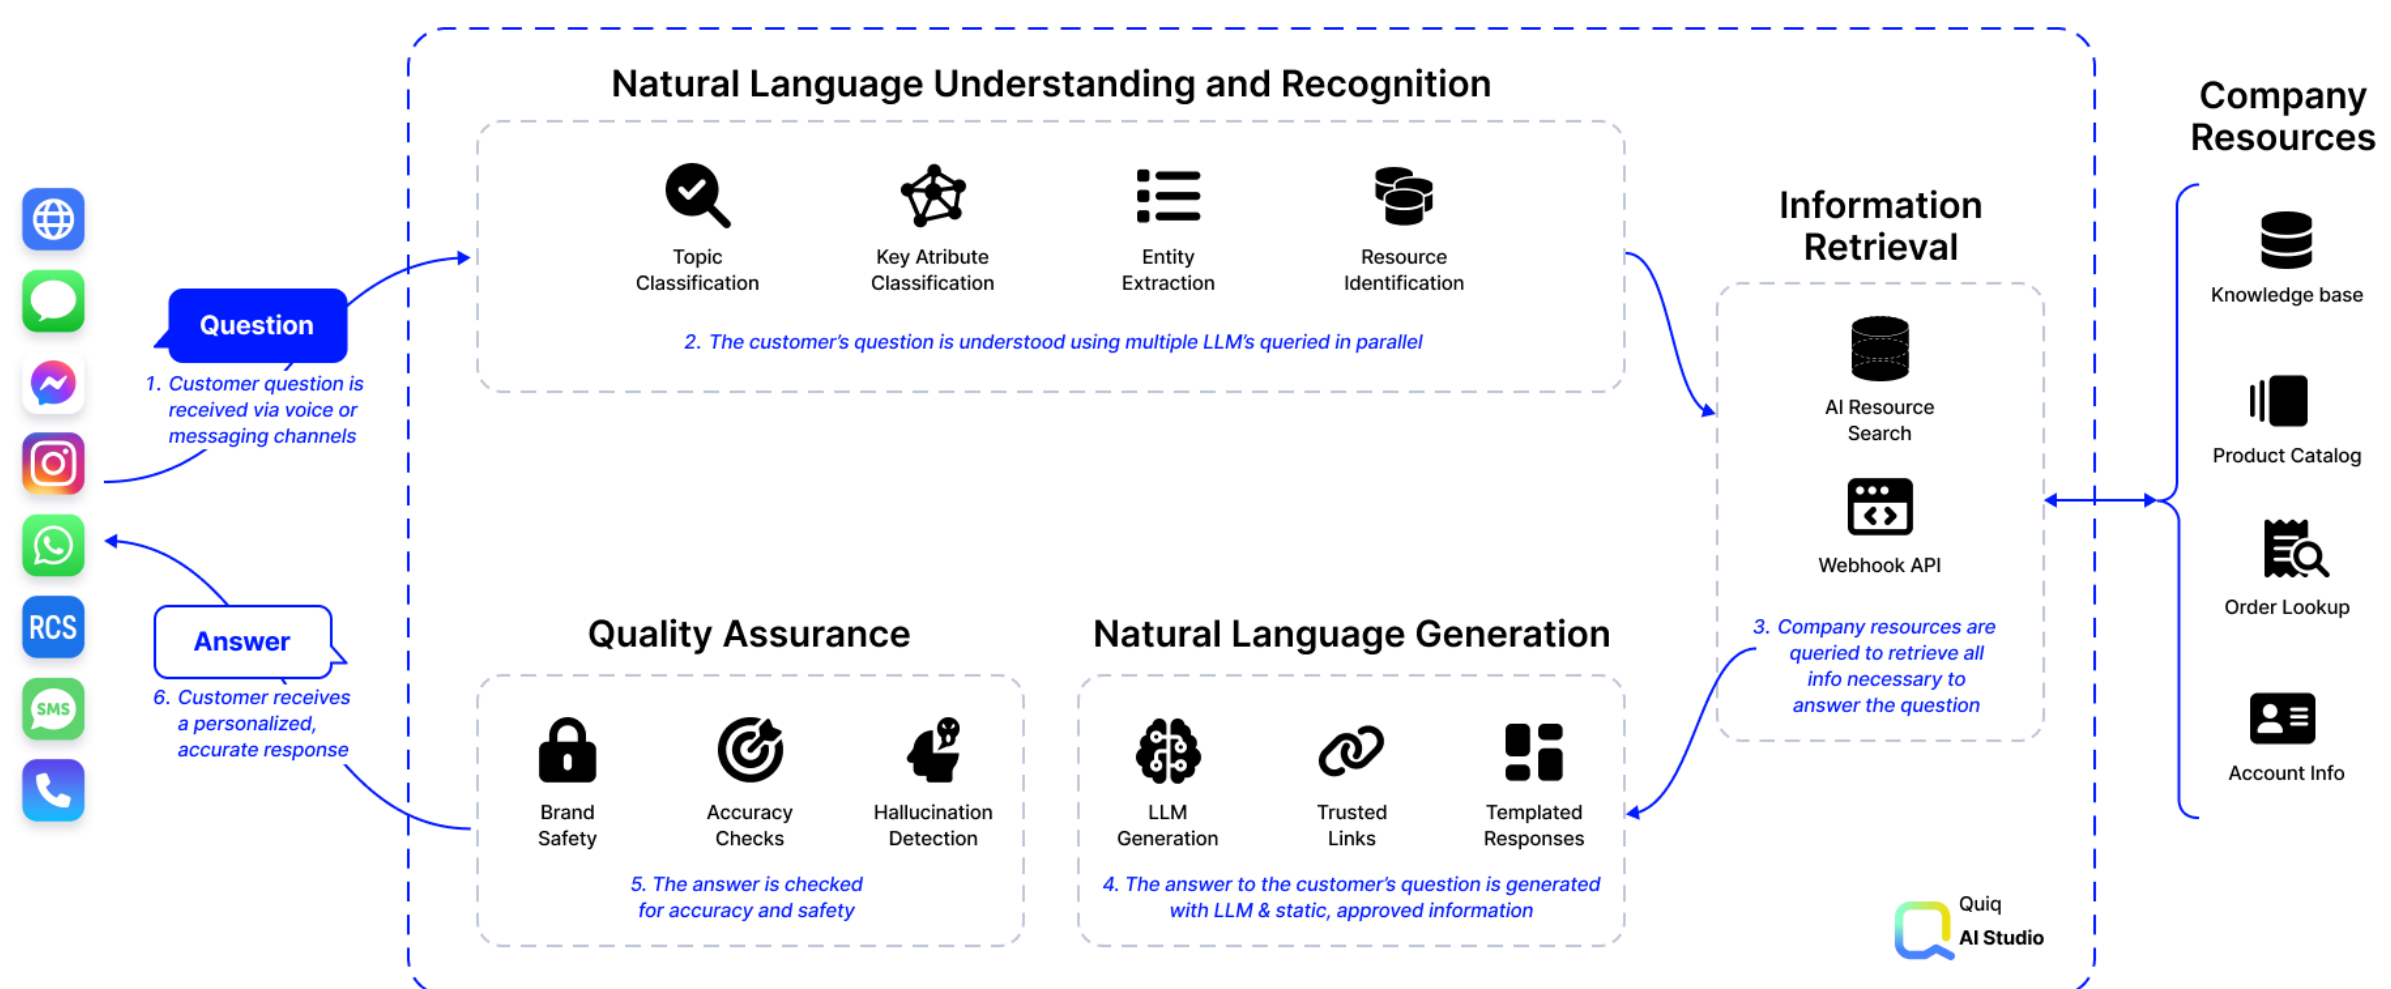 Natural Language Understanding and Recognition
Topic
Classification
Key Atribute
Classification
Entity
Extraction
Resource
Identification
2. The customer's question is understood using multiple LLM's queried in parallel
Question
1. Customer question is
received via voice or
messaging channels
Information
Retrieval
AI Resource
Search
Webhook API
3. Company resources are
queried to retrieve all
info necessary to
answer the question
Company
Resources
Knowledge base
Product Catalog
Order Lookup
Account Info
Natural Language Generation
LLM
Generation
Trusted
Links
Templated
Responses
4. The answer to the customer's question is generated
with LLM & static, approved information
Quality Assurance
Brand
Safety
Accuracy
Checks
Hallucination
Detection
5. The answer is checked
for accuracy and safety
Answer
6. Customer receives
a personalized,
accurate response
RCS
SMS
Quiq
AI Studio